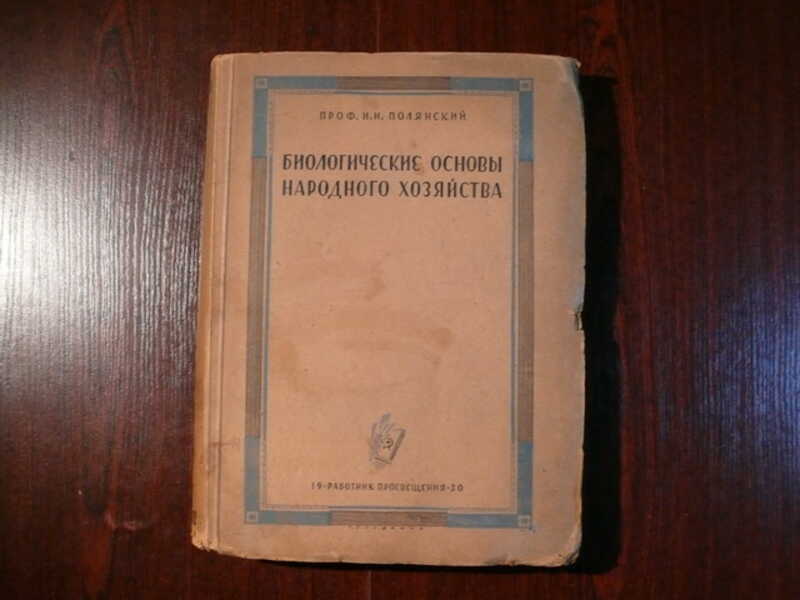 ПРОФ. И.И. ПОЛЯНСКИЙ
БИОЛОГИЧЕСКИЕ ОСНОВЫ
НАРОДНОГО ХОЗЯЙСТВА
19-РАБОТНИК ПРОСВЕЩЕНИЯ-30